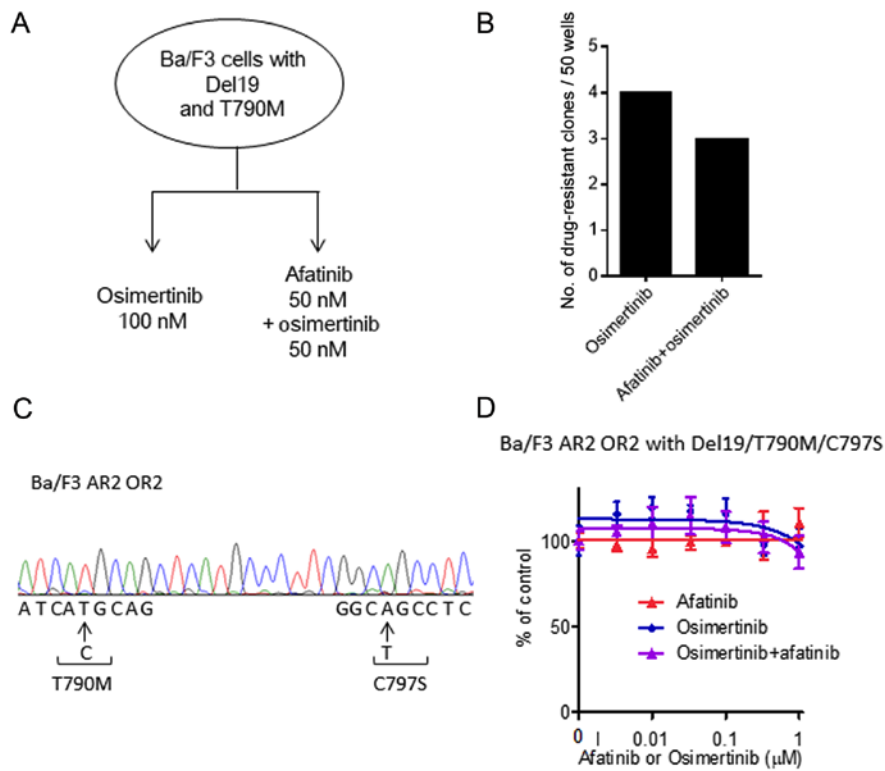 A
Ba/F3 cells with
Del19
and T790M
Osimertinib
100 nM
Afatinib
50 nM
+ osimertinib
50 nM
B
No. of drug-resistant clones / 50 wells
5
4
3
2
1
0
Osimertinib
Afatinib+osimertinib
C
Ba/F3 AR2 OR2
ATCATGCAG
GGCAGCCTC
C
T
T790M
C797S
D
Ba/F3 AR2 OR2 with Del19/T790M/C797S
% of control
100
50
0
Afatinib
Osimertinib
Osimertinib+afatinib
0
0.01
0.1
1
Afatinib or Osimertinib (μM)